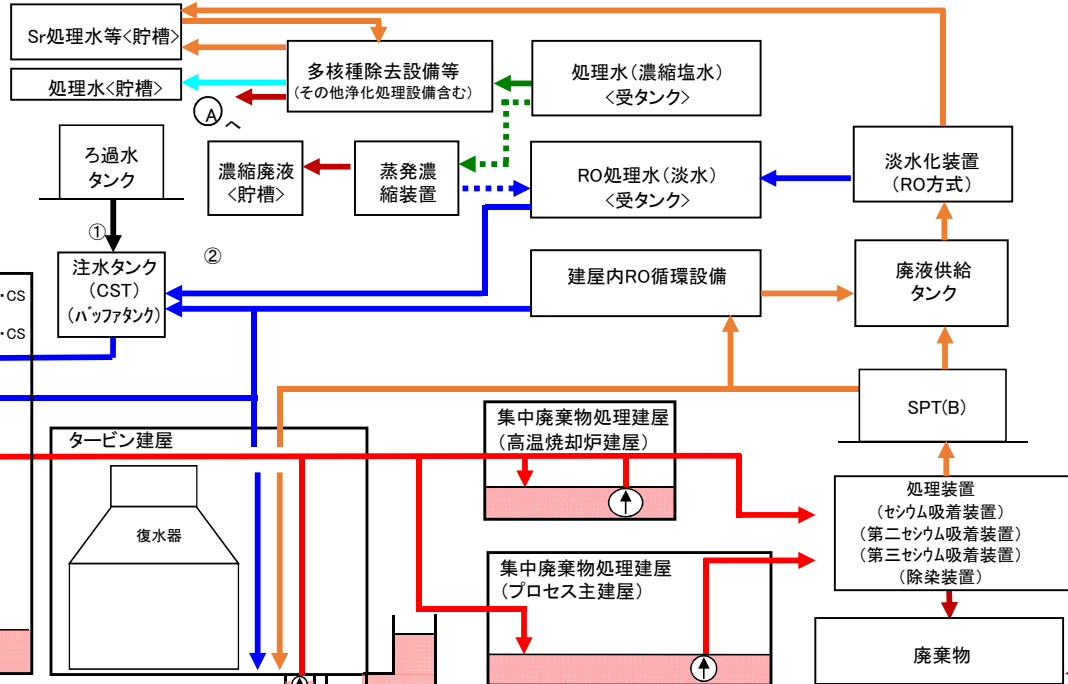 Sr処理水等<貯槽>
処理水<貯槽>
多核種除去設備等
(その他浄化処理設備含む)
処理水(濃縮塩水)
<受タンク>
A へ
ろ過水
タンク
濃縮廃液
<貯槽>
蒸発濃
縮装置
RO処理水(淡水)
<受タンク>
淡水化装置
(RO方式)
①
②
注水タンク
(CST)
(バッファタンク)
建屋内RO循環設備
廃液供給
タンク
・CS
・CS
SPT(B)
タービン建屋
復水器
集中廃棄物処理建屋
(高温焼却炉建屋)
集中廃棄物処理建屋
(プロセス主建屋)
処理装置
(セシウム吸着装置)
(第二セシウム吸着装置)
(第三セシウム吸着装置)
(除染装置)
廃棄物